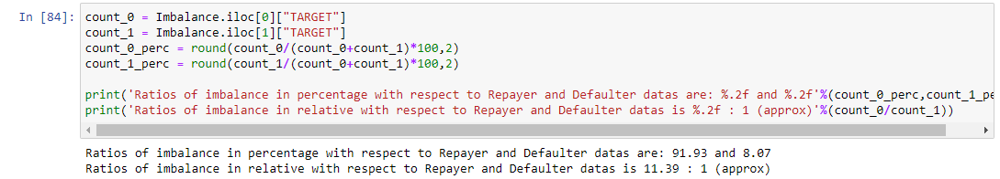 In [84]: count_0 = Imbalance.iloc[0]["TARGET"]
count_1 = Imbalance.iloc[1]["TARGET"]
count_0_perc = round(count_0/(count_0+count_1)*100,2)
count_1_perc = round(count_1/(count_0+count_1)*100,2)
print('Ratios of imbalance in percentage with respect to Repayer and Defaulter datas are: %.2f and %.2f'%(count_0_perc,count_1_pe
print('Ratios of imbalance in relative with respect to Repayer and Defaulter datas is %.2f : 1 (approx)'%(count_0/count_1))
Ratios of imbalance in percentage with respect to Repayer and Defaulter datas are: 91.93 and 8.07
Ratios of imbalance in relative with respect to Repayer and Defaulter datas is 11.39 : 1 (approx)